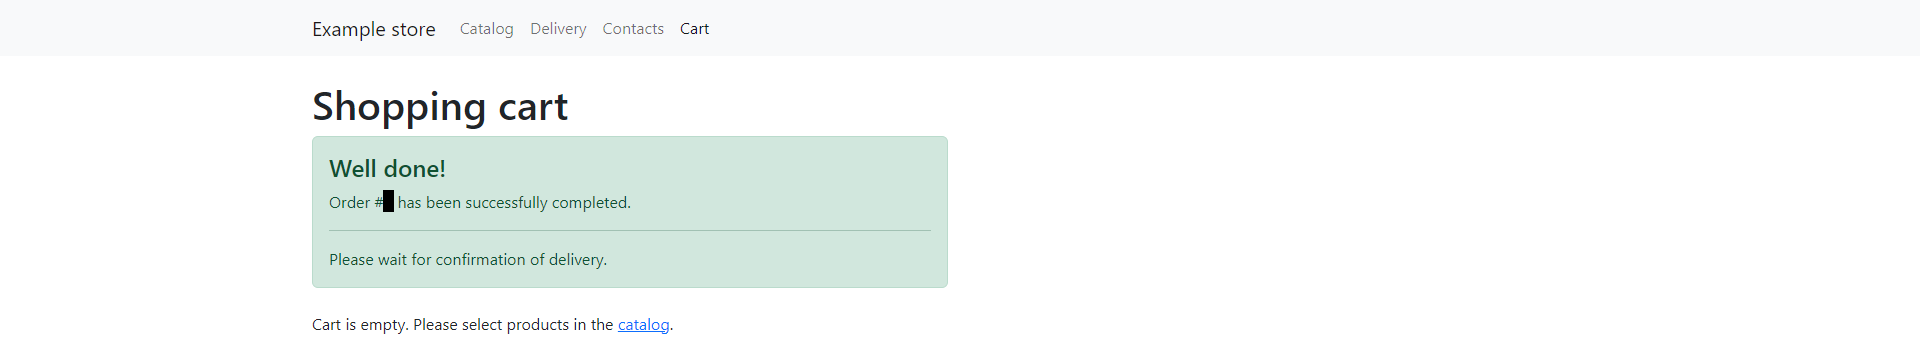 Example store Catalog Delivery Contacts Cart
Shopping cart
Well done!
Order # has been successfully completed.
Please wait for confirmation of delivery.
Cart is empty. Please select products in the catalog.